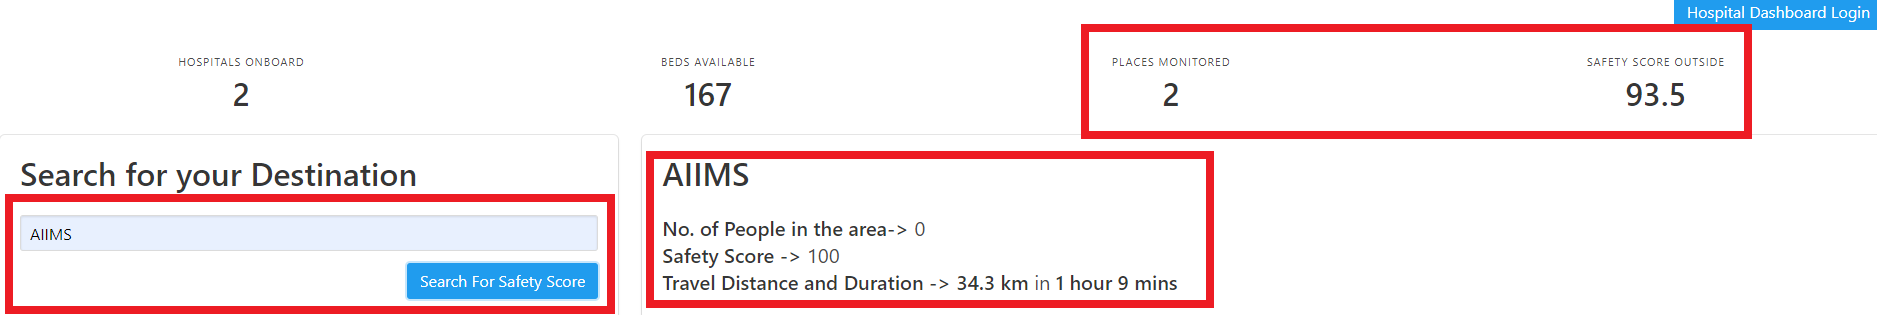 Hospital Dashboard Login
HOSPITALS ONBOARD
2
BEDS AVAILABLE
167
PLACES MONITORED
2
SAFETY SCORE OUTSIDE
93.5
Search for your Destination
AIIMS
Search For Safety Score
AIIMS
No. of People in the area-> 0
Safety Score -> 100
Travel Distance and Duration -> 34.3 km in 1 hour 9 mins